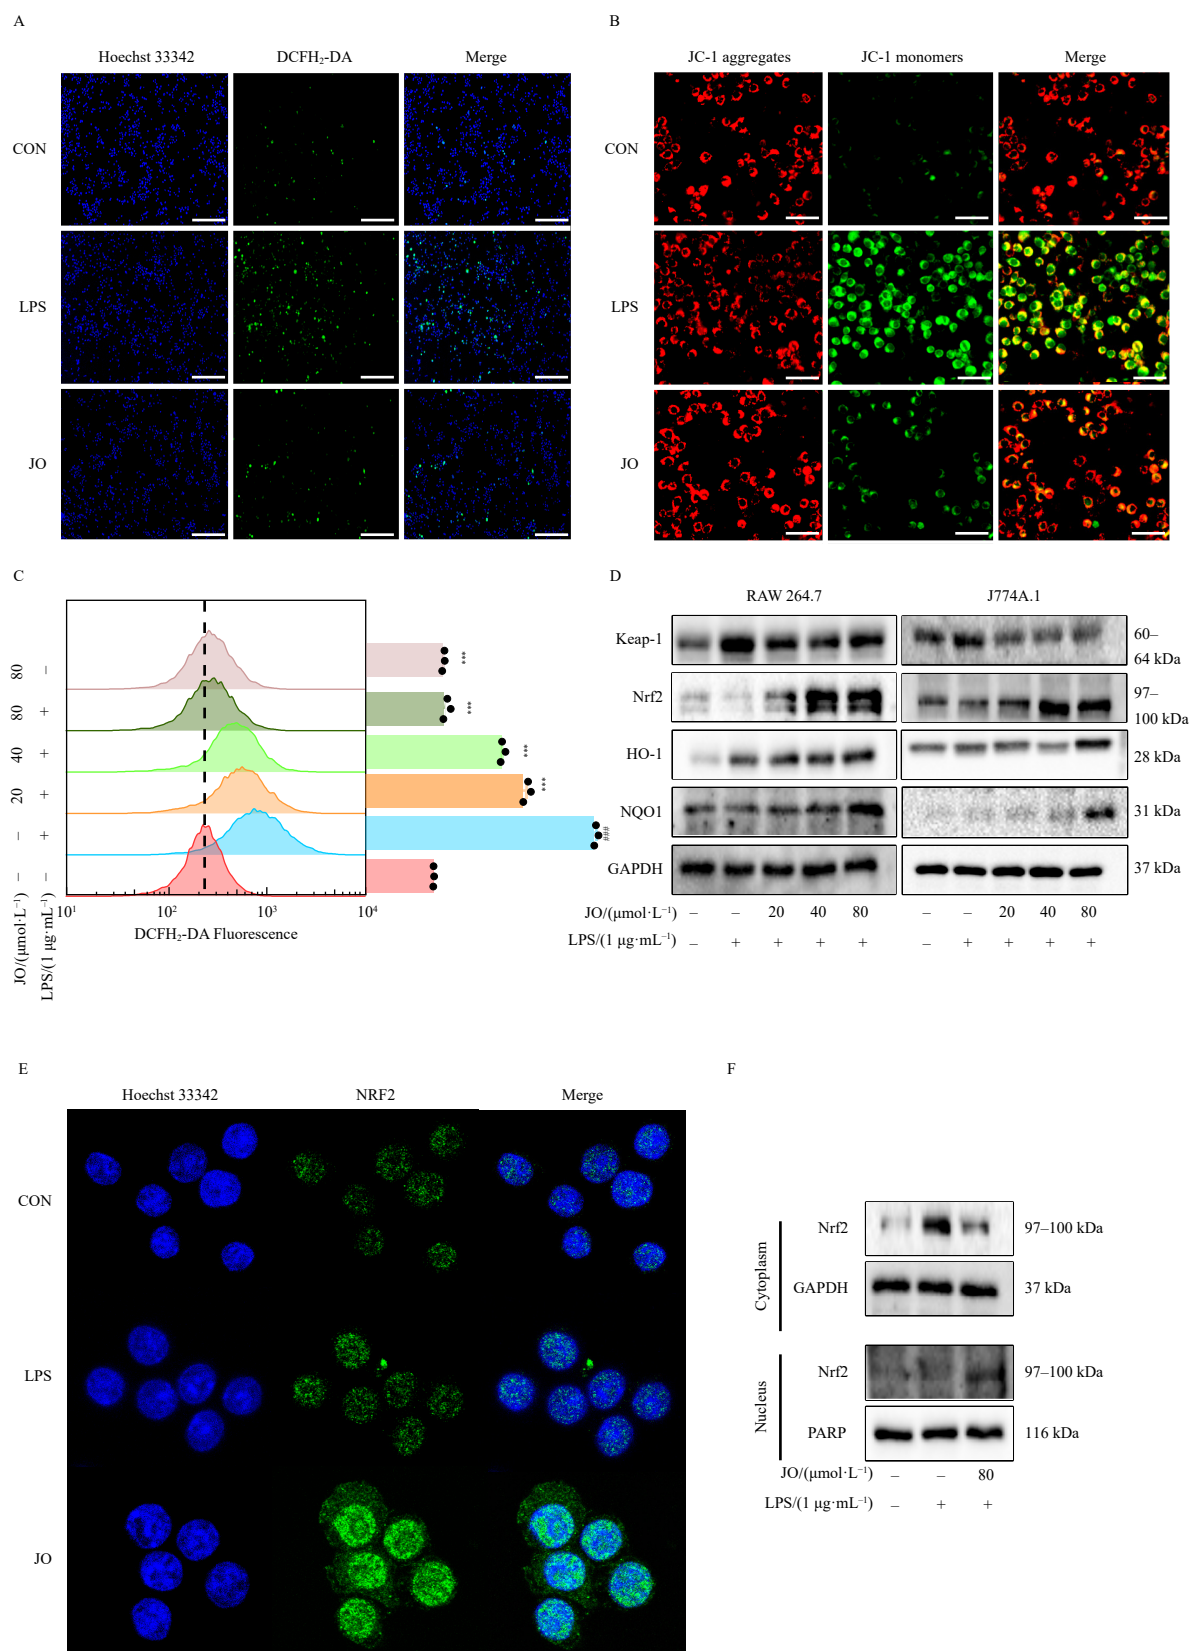 A
Hoechst 33342 DCFH₂-DA Merge
CON
LPS
JO
B
JC-1 aggregates JC-1 monomers Merge
CON
LPS
JO
C
80 –
80 +
40 +
20 +
– +
– –
JO/(μmol·L⁻¹)
LPS/(1 μg·mL⁻¹)
***
***
***
***
###
10¹ 10² 10³ 10⁴
DCFH₂-DA Fluorescence
D
RAW 264.7 J774A.1
Keap-1 60–
64 kDa
Nrf2 97–
100 kDa
HO-1 28 kDa
NQO1 31 kDa
GAPDH 37 kDa
JO/(μmol·L⁻¹) – – 20 40 80 – – 20 40 80
LPS/(1 μg·mL⁻¹) – + + + + – + + + +
E
Hoechst 33342 NRF2 Merge
CON
LPS
JO
F
Cytoplasm
Nrf2 97–100 kDa
GAPDH 37 kDa
Nucleus
Nrf2 97–100 kDa
PARP 116 kDa
JO/(μmol·L⁻¹) – – 80
LPS/(1 μg·mL⁻¹) – + +